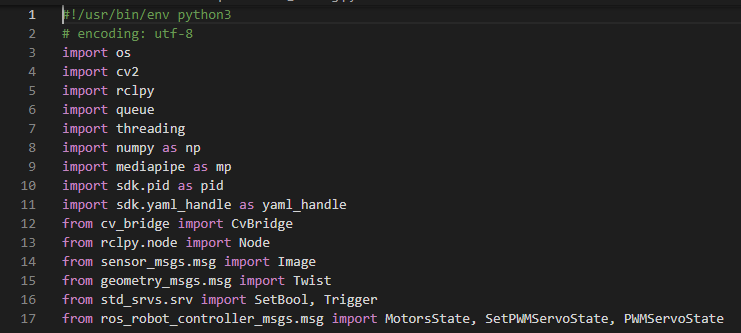 1 #!/usr/bin/env python3
2 # encoding: utf-8
3 import os
4 import cv2
5 import rclpy
6 import queue
7 import threading
8 import numpy as np
9 import mediapipe as mp
10 import sdk.pid as pid
11 import sdk.yaml_handle as yaml_handle
12 from cv_bridge import CvBridge
13 from rclpy.node import Node
14 from sensor_msgs.msg import Image
15 from geometry_msgs.msg import Twist
16 from std_srvs.srv import SetBool, Trigger
17 from ros_robot_controller_msgs.msg import MotorsState, SetPWMServoState, PWMServoState